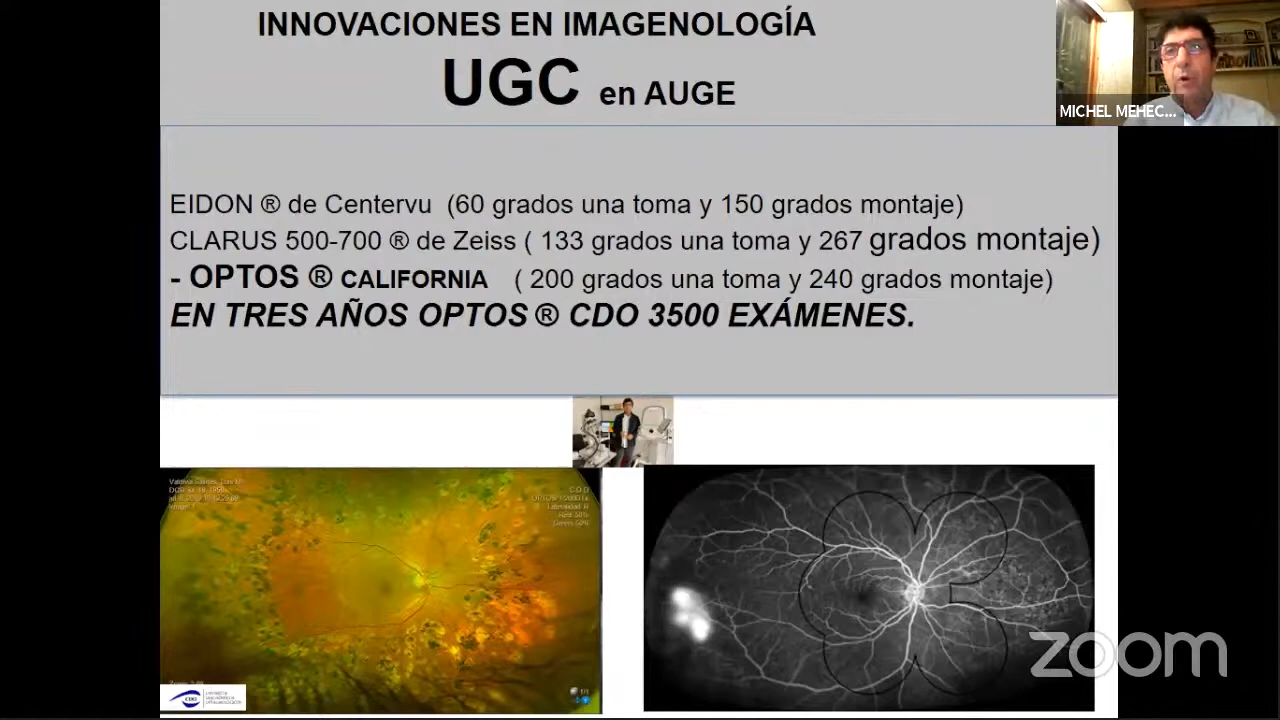 INNOVACIONES EN IMAGENOLOGÍA
UGC en AUGE
MICHEL MEHEC...
EIDON ® de Centervu (60 grados una toma y 150 grados montaje)
CLARUS 500-700 ® de Zeiss ( 133 grados una toma y 267 grados montaje)
- OPTOS ® CALIFORNIA ( 200 grados una toma y 240 grados montaje)
EN TRES AÑOS OPTOS ® CDO 3500 EXÁMENES.
zoom